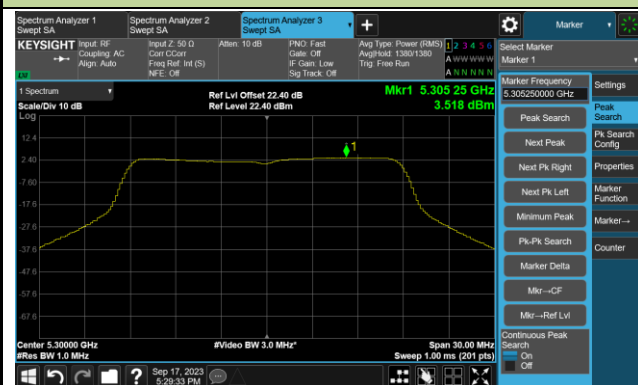 Spectrum Analyzer 1
Swept SA
Spectrum Analyzer 2
Swept SA
Spectrum Analyzer 3
Swept SA
+
Marker
KEYSIGHT
Input: RF
Coupling: AC
Align: Auto
Input Z: 50 Ω
Corr CCorr
Freq Ref: Int (S)
NFE: Off
Atten: 10 dB
PNO: Fast
Gate: Off
IF Gain: Low
Sig Track: Off
Avg Type: Power (RMS)
Avg|Hold: 1380/1380
Trig: Free Run
1 2 3 4 5 6
A W W W W W
A N N N N N
Select Marker
Marker 1
1 Spectrum
Scale/Div 10 dB
Log
Ref Lvl Offset 22.40 dB
Ref Level 22.40 dBm
Mkr1 5.305 25 GHz
3.518 dBm
Marker Frequency
5.305250000 GHz
Peak Search
Next Peak
Next Pk Right
Next Pk Left
Minimum Peak
Pk-Pk Search
Marker Delta
Mkr→CF
Mkr→Ref Lvl
Continuous Peak
Search
On
Off
Settings
Peak
Search
Pk Search
Config
Properties
Marker
Function
Marker→
Counter
12.4
2.40
-7.60
-17.6
-27.6
-37.6
-47.6
-57.6
-67.6
1
Center 5.30000 GHz
#Res BW 1.0 MHz
#Video BW 3.0 MHz*
Span 30.00 MHz
Sweep 1.00 ms (201 pts)
?
Sep 17, 2023
5:29:33 PM